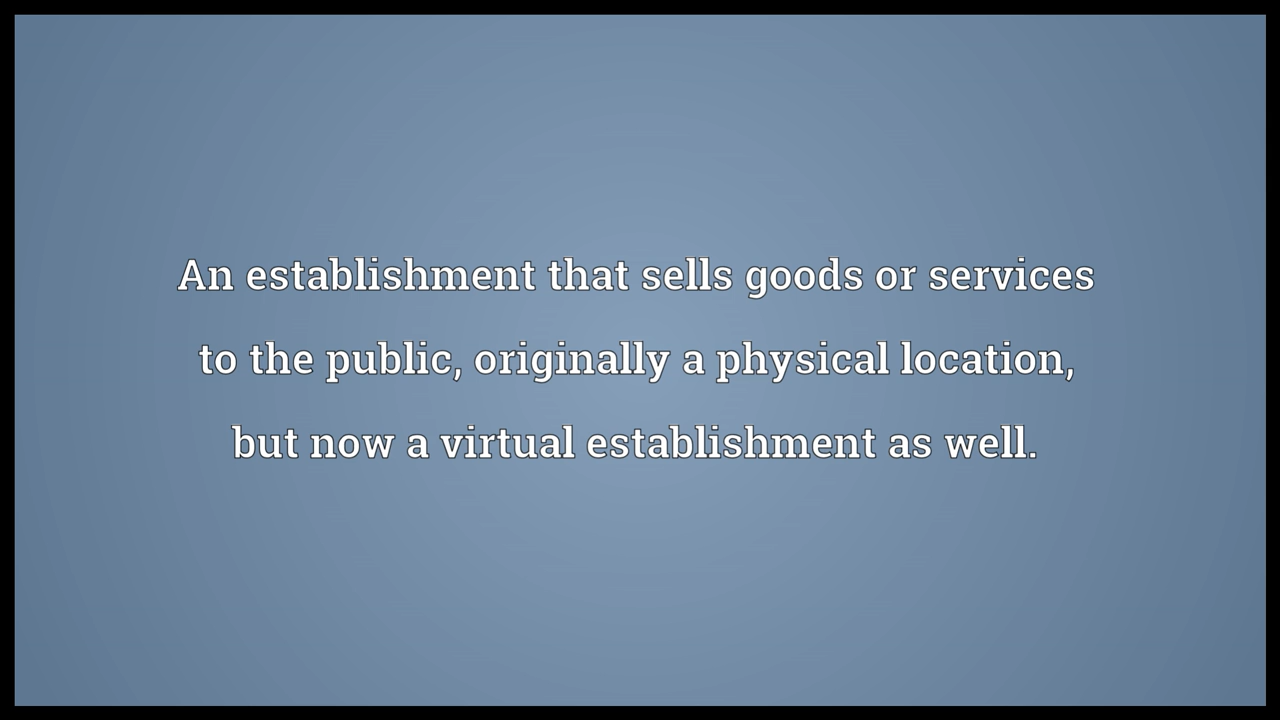 An establishment that sells goods or services
to the public, originally a physical location,
but now a virtual establishment as well.